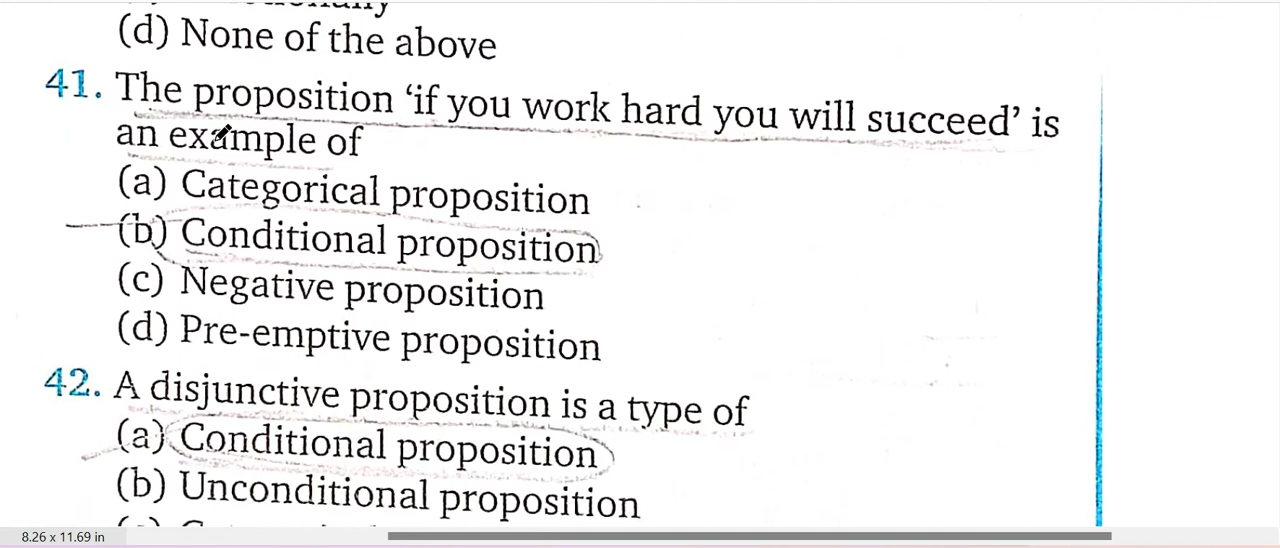 (d) None of the above
41. The proposition ‘if you work hard you will succeed’ is
an example of
(a) Categorical proposition
(b) Conditional proposition
(c) Negative proposition
(d) Pre-emptive proposition
42. A disjunctive proposition is a type of
(a) Conditional proposition
(b) Unconditional proposition
8.26 x 11.69 in